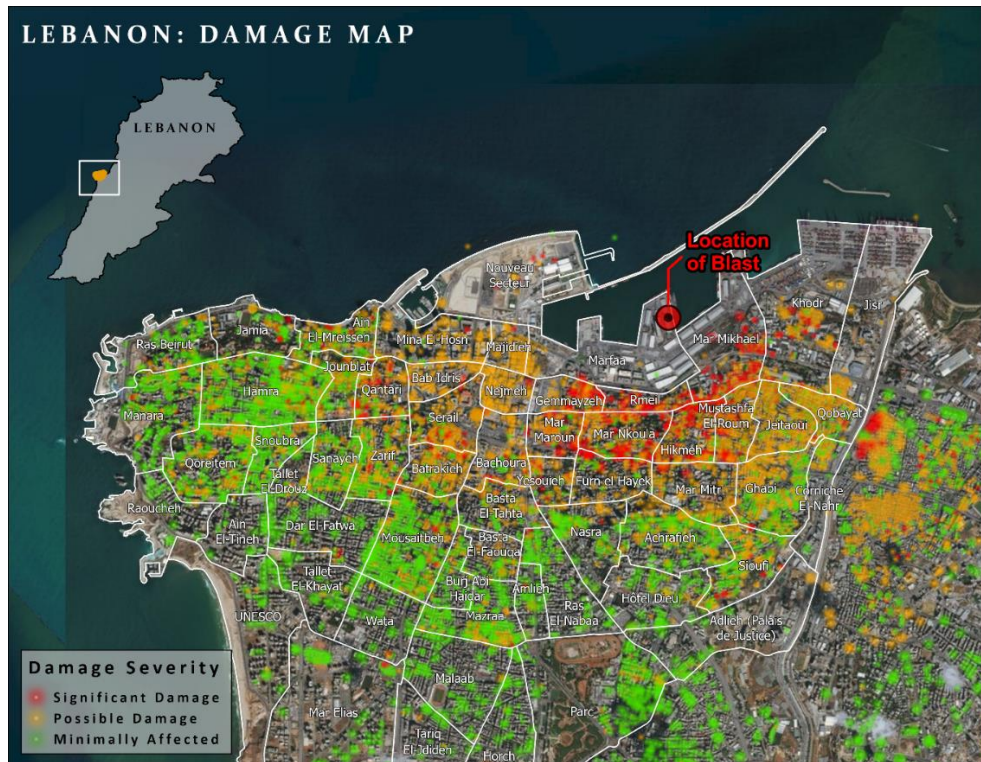 LEBANON: DAMAGE MAP
LEBANON
Location
of Blast
Nouveau
Secteur
Khodr
Jisr
Ras Beirut
Jamia
Ain
El-Mreissen
Mina El-Hosn
Majidieh
Marfaa
Mar Mikhael
Jounblat
Bab Idris
Hamra
Qantari
Nejmeh
Gemmayzeh
Rmeil
Mustashfa
El-Roum
Jeitaoui
Qobayat
Manara
Serail
Mar
Maroun
Mar Nkoula
Snoubra
Hikmeh
Qoreitem
Sanayeh
Zarif
Batrakieh
Bachoura
Yesouieh
Furn el Hayek
Mar Mitr
Ghabi
Corniche
El-Nahr
Tallet
El-Drouz
Raoucheh
Basta
El-Tahta
Ain
El-Tineh
Dar El-Fatwa
Mousaitbeh
Basta
El-Faouqa
Nasra
Achrafieh
Sioufi
Tallet
El-Khayat
Burj Abi
Haidar
Amlieh
Ras
El-Nabaa
Hotel Dieu
UNESCO
Wata
Mazraa
Adlieh (Palais
de Justice)
Malaab
Mar Elias
Parc
Tariq
El-Jdideh
Horch
Damage Severity
Significant Damage
Possible Damage
Minimally Affected